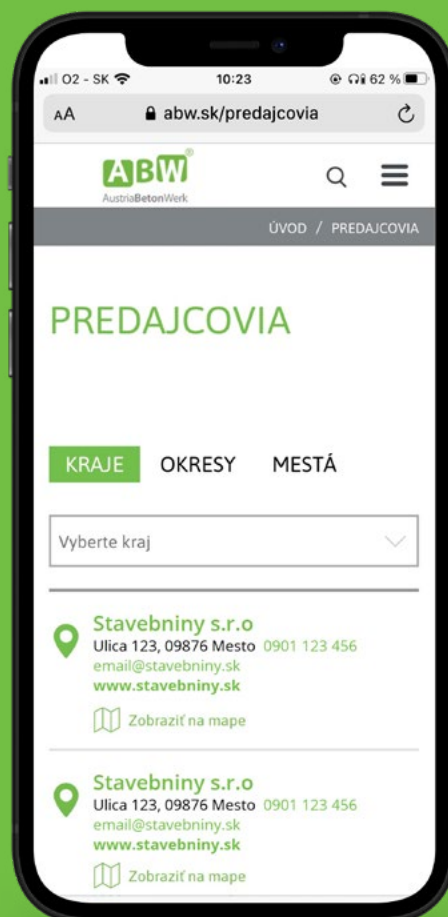 O2 - SK 10:23 62 %
AA abw.sk/predajcovia
ABW®
AustriaBetonWerk
ÚVOD / PREDAJCOVIA
PREDAJCOVIA
KRAJE OKRESY MESTÁ
Vyberte kraj
Stavebniny s.r.o
Ulica 123, 09876 Mesto 0901 123 456
email@stavebniny.sk
www.stavebniny.sk
Zobraziť na mape
Stavebniny s.r.o
Ulica 123, 09876 Mesto 0901 123 456
email@stavebniny.sk
www.stavebniny.sk
Zobraziť na mape